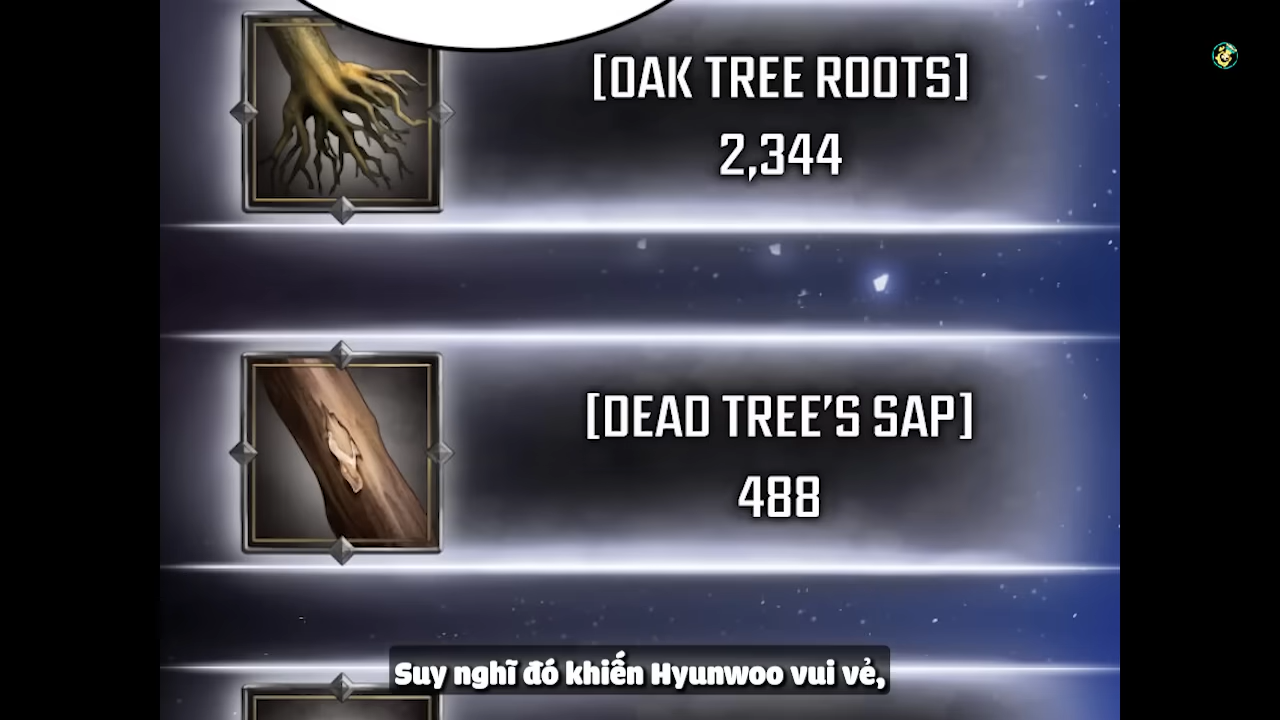 [OAK TREE ROOTS]
2,344
[DEAD TREE'S SAP]
488
Suy nghĩ đó khiến Hyunwoo vui vẻ,